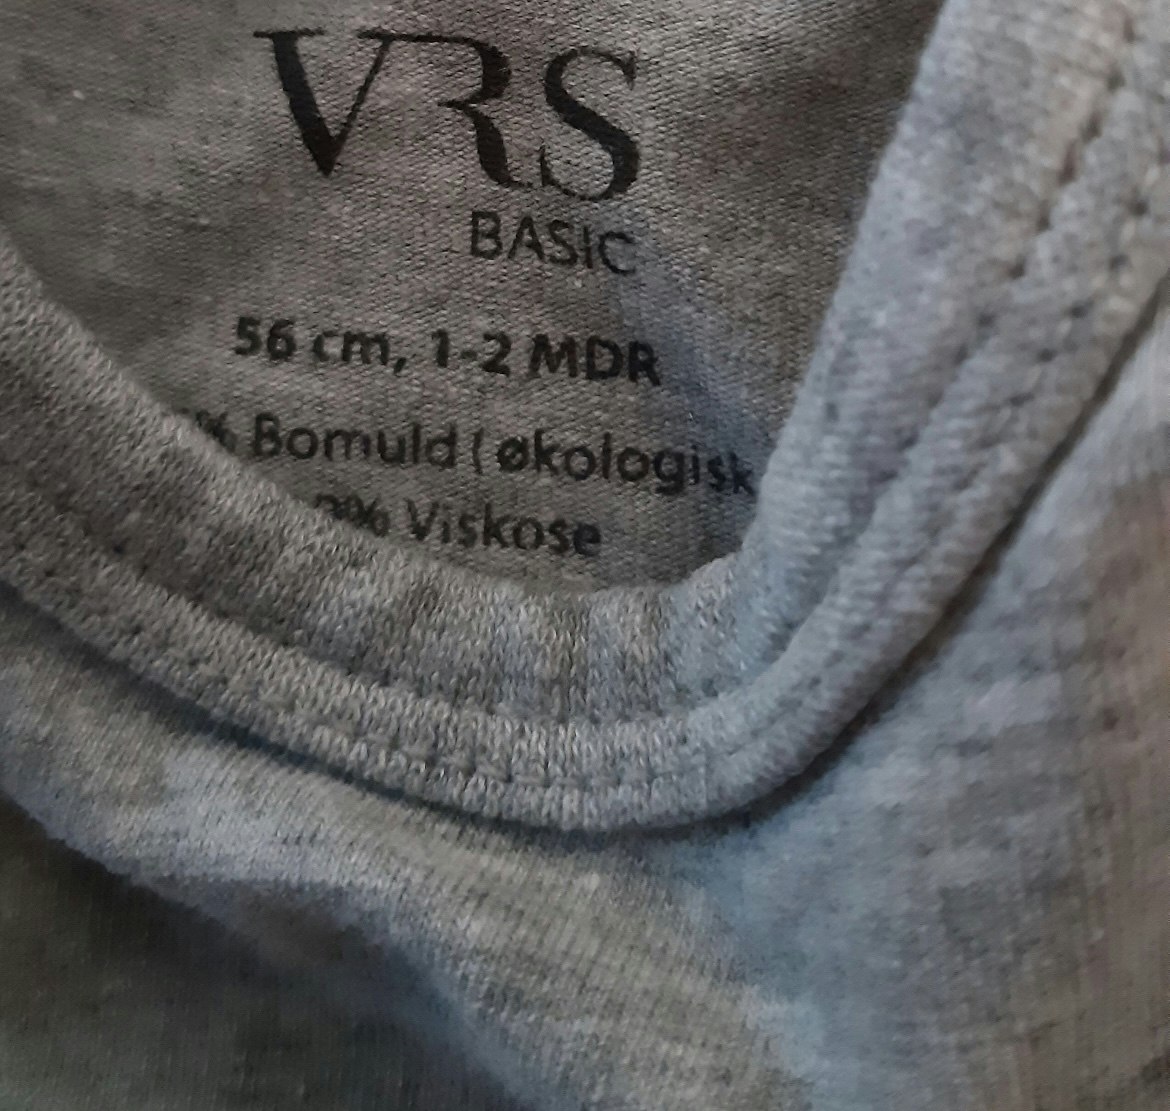 VRS
BASIC
56 cm, 1-2 MDR
% Bomuld (økologisk
% Viskose